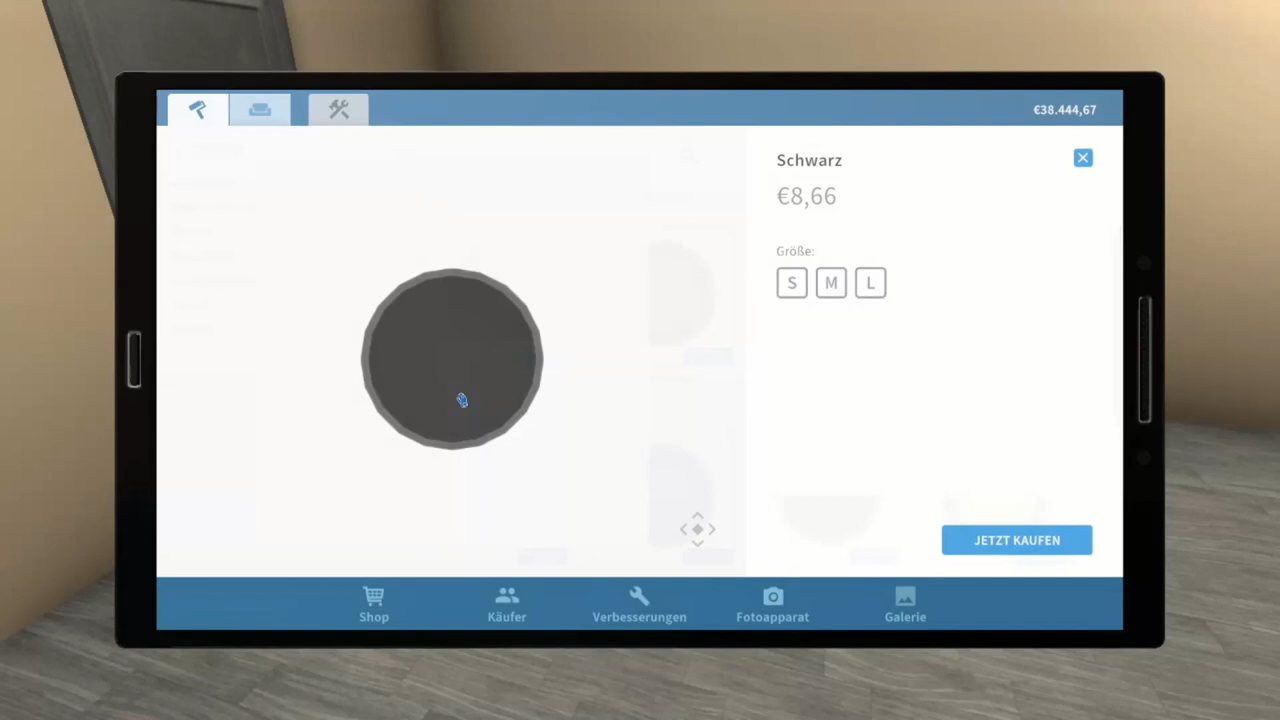 €38.444,67
Schwarz
€8,66
Größe:
S M L
JETZT KAUFEN
Shop Käufer Verbesserungen Fotoapparat Galerie